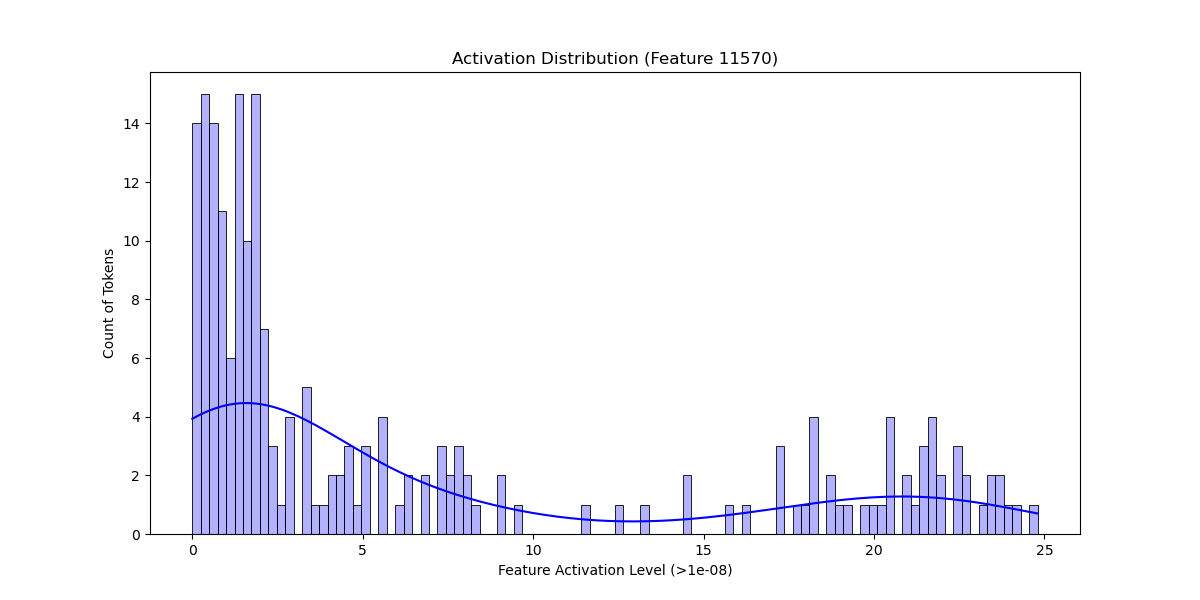 Activation Distribution (Feature 11570)
Count of Tokens
14
12
10
8
6
4
2
0
0 5 10 15 20 25
Feature Activation Level (>1e-08)